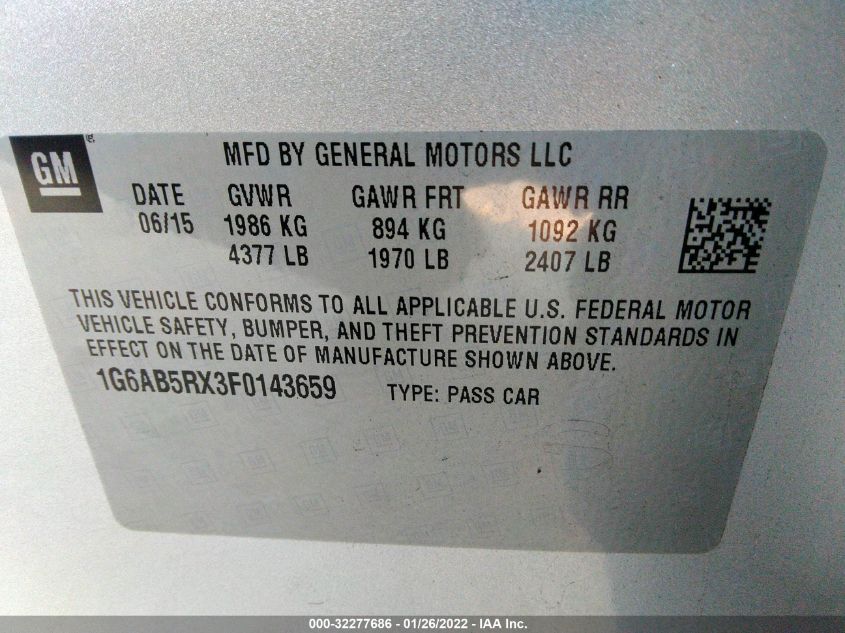 GM
MFD BY GENERAL MOTORS LLC
DATE GVWR GAWR FRT GAWR RR
06/15 1986 KG 894 KG 1092 KG
4377 LB 1970 LB 2407 LB
THIS VEHICLE CONFORMS TO ALL APPLICABLE U.S. FEDERAL MOTOR
VEHICLE SAFETY, BUMPER, AND THEFT PREVENTION STANDARDS IN
EFFECT ON THE DATE OF MANUFACTURE SHOWN ABOVE.
1G6AB5RX3F0143659 TYPE: PASS CAR
000-32277686 - 01/26/2022 - IAA Inc.